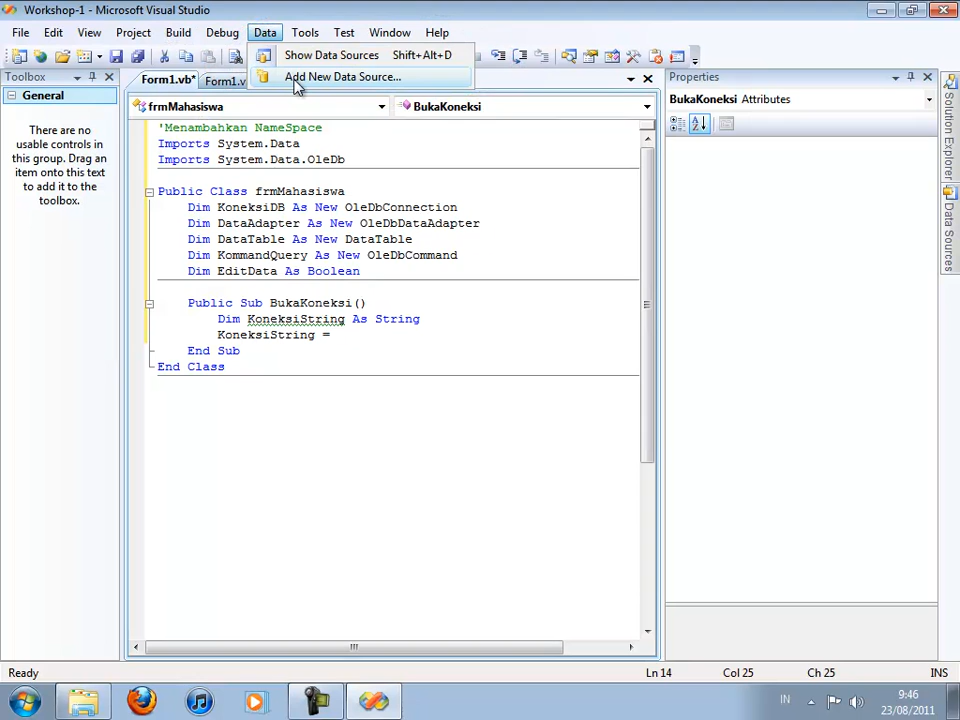 Workshop-1 - Microsoft Visual Studio
File Edit View Project Build Debug Data Tools Test Window Help
Show Data Sources Shift+Alt+D
Add New Data Source...
Toolbox
General
There are no
usable controls in
this group. Drag an
item onto this text
to add it to the
toolbox.
Form1.vb* Form1.v
frmMahasiswa BukaKoneksi
'Menambahkan NameSpace
Imports System.Data
Imports System.Data.OleDb
Public Class frmMahasiswa
Dim KoneksiDB As New OleDbConnection
Dim DataAdapter As New OleDbDataAdapter
Dim DataTable As New DataTable
Dim KommandQuery As New OleDbCommand
Dim EditData As Boolean
Public Sub BukaKoneksi()
Dim KoneksiString As String
KoneksiString =
End Sub
End Class
Properties
BukaKoneksi Attributes
Solution Explorer
Data Sources
Ready Ln 14 Col 25 Ch 25 INS
IN
9:46
23/08/2011